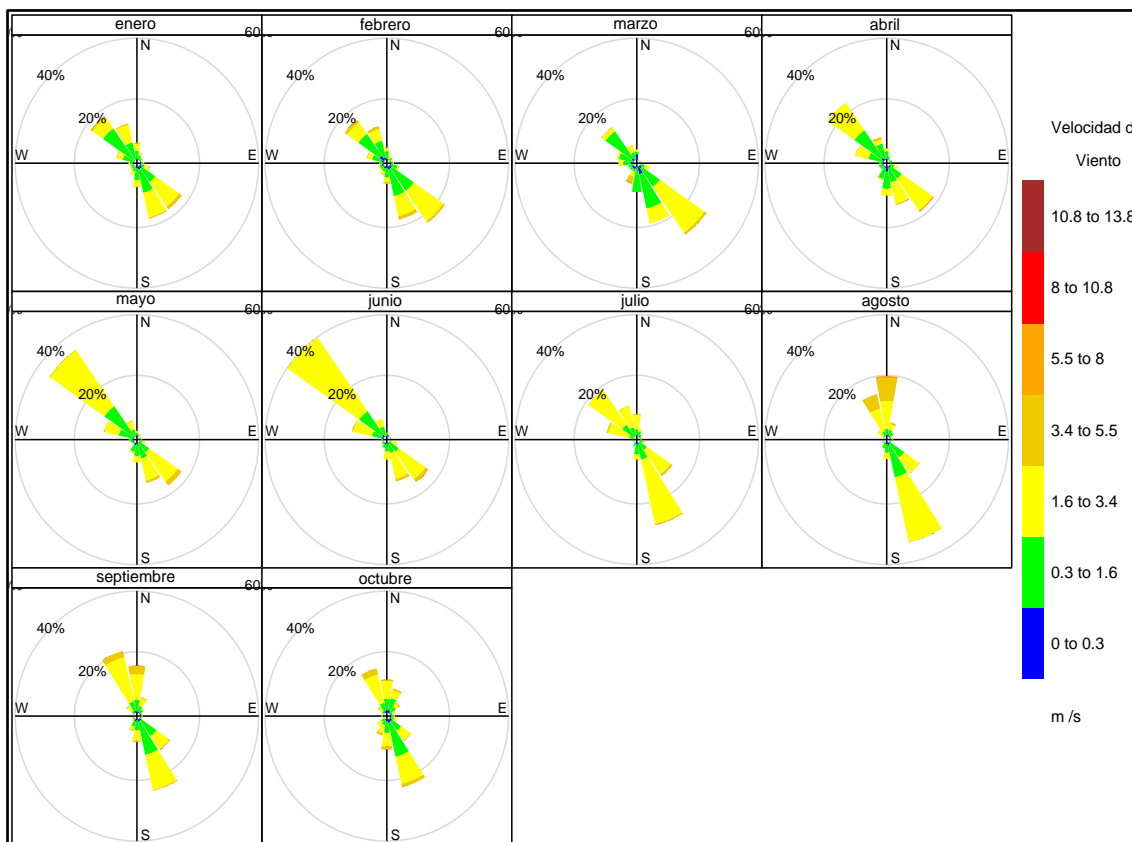 enero
febrero
marzo
abril
60
60
60
N
N
N
N
40%
40%
40%
40%
20%
20%
20%
20%
W
E
W
E
W
E
W
E
S
S
S
S
mayo
junio
julio
agosto
60
60
60
N
N
N
N
40%
40%
40%
40%
20%
20%
20%
20%
W
E
W
E
W
E
W
E
S
S
S
S
septiembre
octubre
60
N
N
40%
40%
20%
20%
W
E
W
E
S
S
Velocidad d
Viento
10.8 to 13.8
8 to 10.8
5.5 to 8
3.4 to 5.5
1.6 to 3.4
0.3 to 1.6
0 to 0.3
m /s